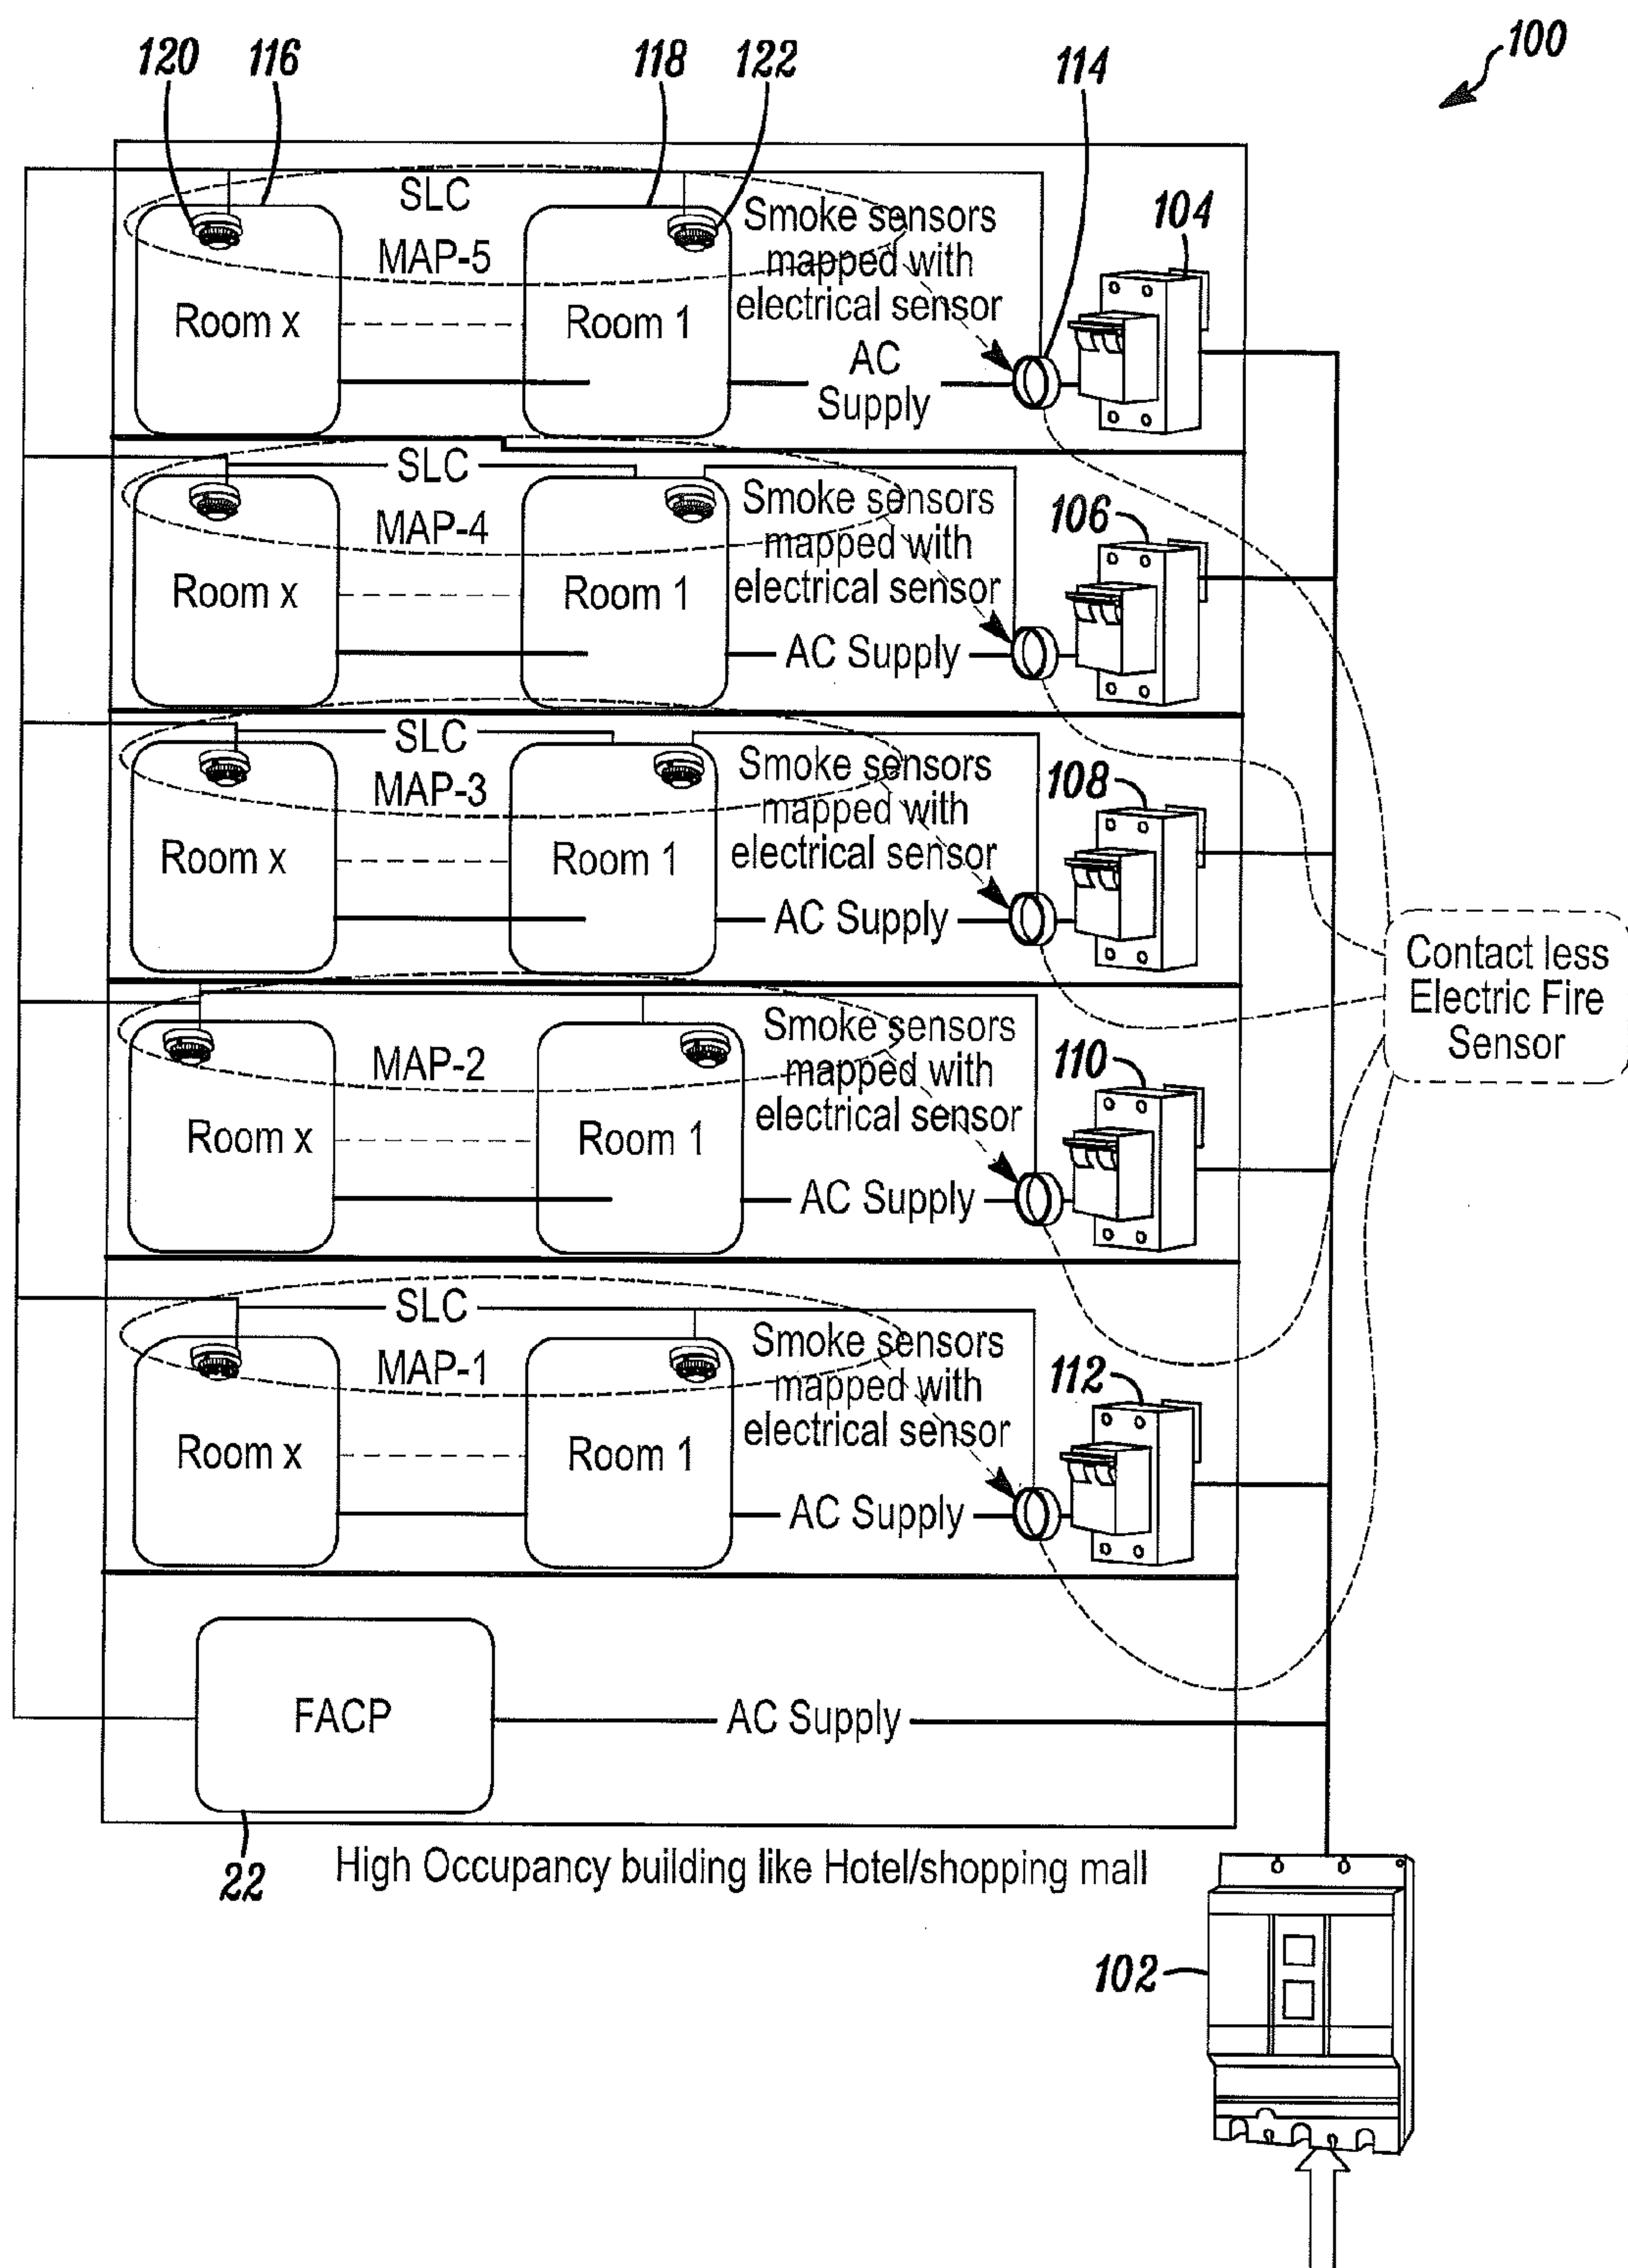 100
120 116 118 122 114
104
SLC
MAP-5
Smoke sensors
mapped with
electrical sensor
Room x
Room 1
AC
Supply
SLC
MAP-4
Smoke sensors
mapped with
electrical sensor
106
Room x
Room 1
AC Supply
SLC
MAP-3
Smoke sensors
mapped with
electrical sensor
108
Room x
Room 1
AC Supply
Contact less
Electric Fire
Sensor
MAP-2
Smoke sensors
mapped with
electrical sensor
110
Room x
Room 1
AC Supply
SLC
MAP-1
Smoke sensors
mapped with
electrical sensor
112
Room x
Room 1
AC Supply
FACP
AC Supply
22
High Occupancy building like Hotel/shopping mall
102